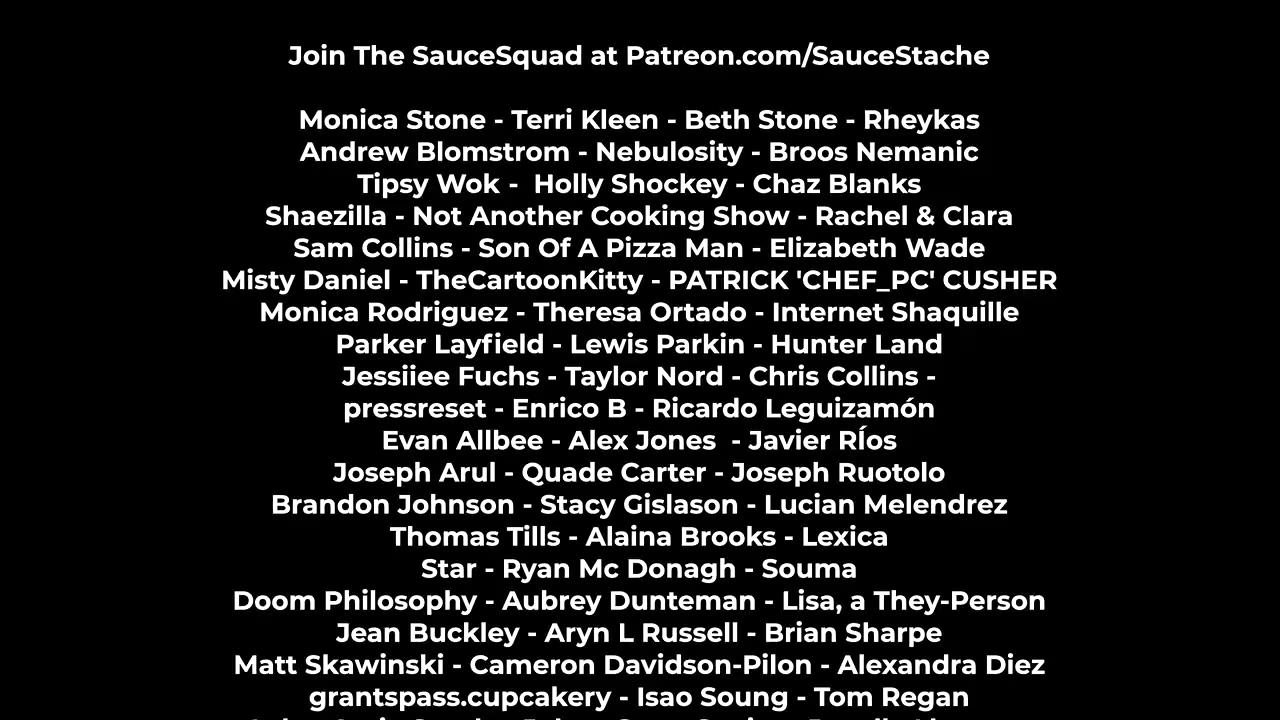 Join The SauceSquad at Patreon.com/SauceStache
Monica Stone - Terri Kleen - Beth Stone - Rheykas
Andrew Blomstrom - Nebulosity - Broos Nemanic
Tipsy Wok -  Holly Shockey - Chaz Blanks
Shaezilla - Not Another Cooking Show - Rachel & Clara
Sam Collins - Son Of A Pizza Man - Elizabeth Wade
Misty Daniel - TheCartoonKitty - PATRICK 'CHEF_PC' CUSHER
Monica Rodriguez - Theresa Ortado - Internet Shaquille
Parker Layfield - Lewis Parkin - Hunter Land
Jessiiee Fuchs - Taylor Nord - Chris Collins -
pressreset - Enrico B - Ricardo Leguizamón
Evan Allbee - Alex Jones  - Javier RÍos
Joseph Arul - Quade Carter - Joseph Ruotolo
Brandon Johnson - Stacy Gislason - Lucian Melendrez
Thomas Tills - Alaina Brooks - Lexica
Star - Ryan Mc Donagh - Souma
Doom Philosophy - Aubrey Dunteman - Lisa, a They-Person
Jean Buckley - Aryn L Russell - Brian Sharpe
Matt Skawinski - Cameron Davidson-Pilon - Alexandra Diez
grantspass.cupcakery - Isao Soung - Tom Regan